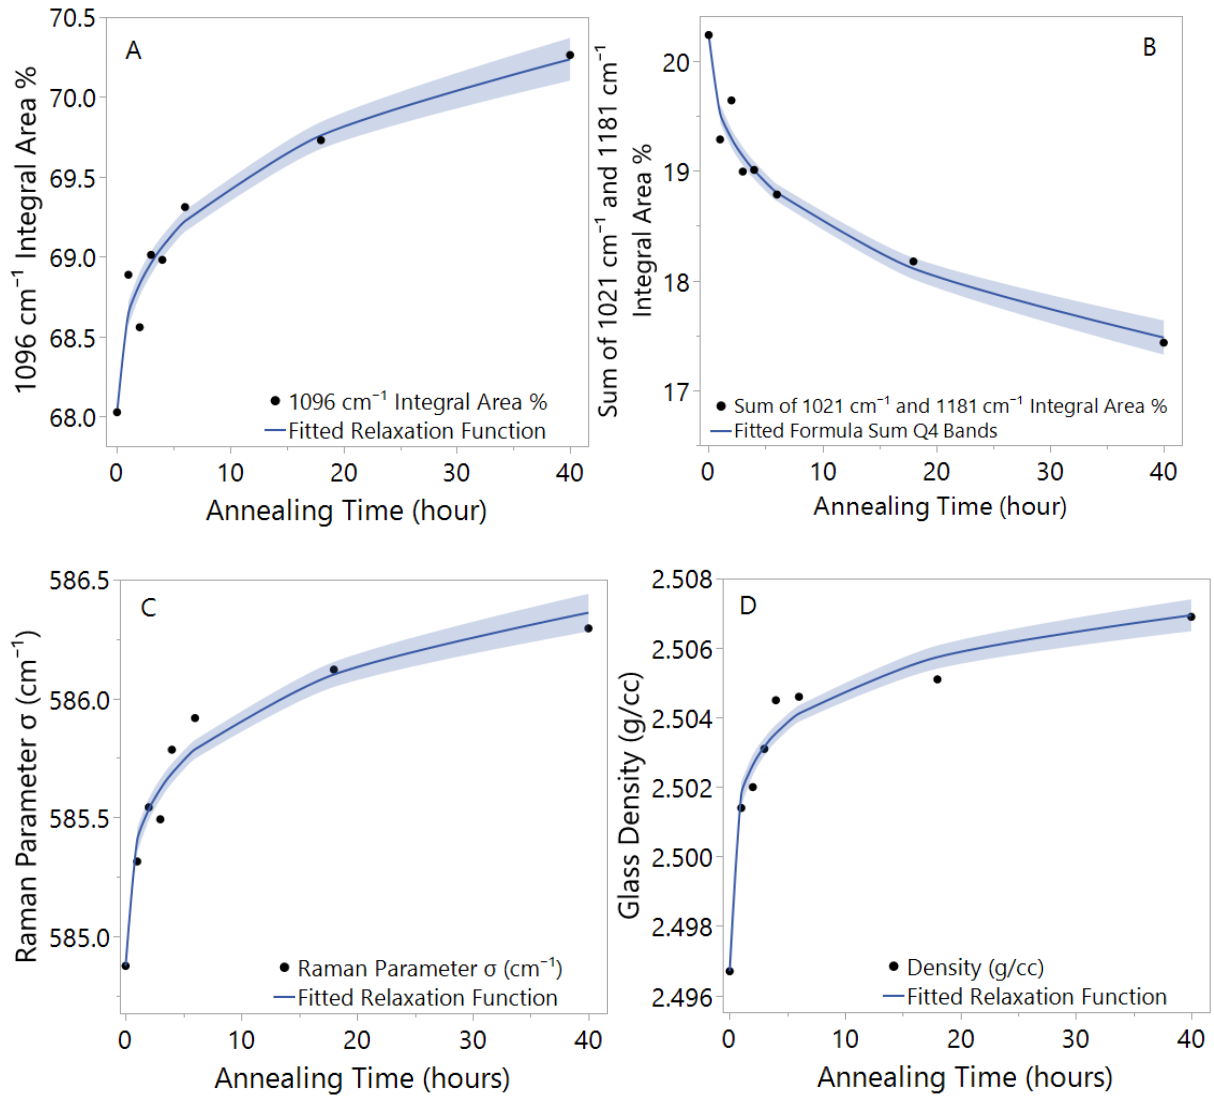 A
1096 cm⁻¹ Integral Area %
70.5
70.0
69.5
69.0
68.5
68.0
1096 cm⁻¹ Integral Area %
Fitted Relaxation Function
0 10 20 30 40
Annealing Time (hour)
B
Sum of 1021 cm⁻¹ and 1181 cm⁻¹
Integral Area %
20
19
18
17
Sum of 1021 cm⁻¹ and 1181 cm⁻¹ Integral Area %
Fitted Formula Sum Q4 Bands
0 10 20 30 40
Annealing Time (hour)
C
Raman Parameter σ (cm⁻¹)
586.5
586.0
585.5
585.0
Raman Parameter σ (cm⁻¹)
Fitted Relaxation Function
0 10 20 30 40
Annealing Time (hours)
D
Glass Density (g/cc)
2.508
2.506
2.504
2.502
2.500
2.498
2.496
Density (g/cc)
Fitted Relaxation Function
0 10 20 30 40
Annealing Time (hours)